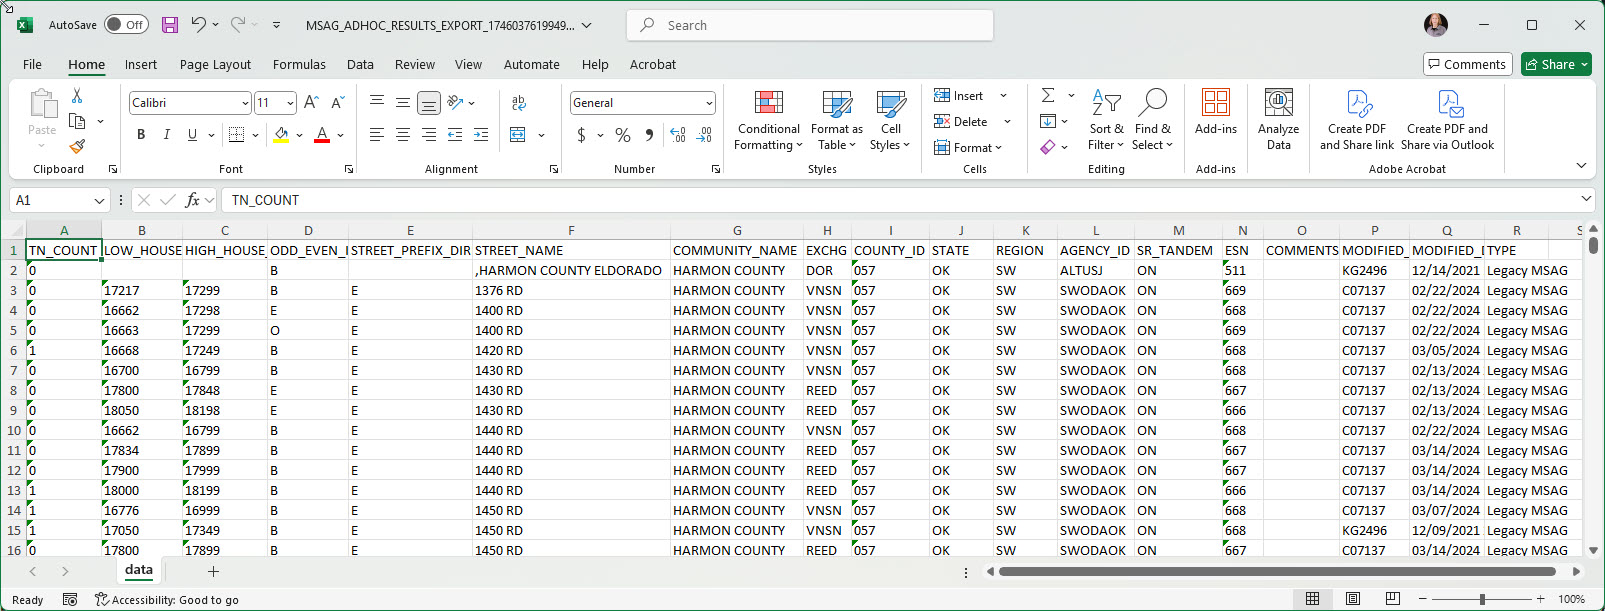 AutoSave Off MSAG_ADHOC_RESULTS_EXPORT_1746037619949... Search
File Home Insert Page Layout Formulas Data Review View Automate Help Acrobat Comments Share
Paste Calibri 11 General Conditional Formatting Format as Table Cell Styles Insert Delete Format Sort & Filter Find & Select Add-ins Analyze Data Create PDF and Share link Create PDF and Share via Outlook
Clipboard Font Alignment Number Styles Cells Editing Add-ins Adobe Acrobat
A1 fx TN_COUNT
A B C D E F G H I J K L M N O P Q R S
1 TN_COUNT LOW_HOUSE HIGH_HOUSE_ ODD_EVEN_I STREET_PREFIX_DIR STREET_NAME COMMUNITY_NAME EXCHG COUNTY_ID STATE REGION AGENCY_ID SR_TANDEM ESN COMMENTS MODIFIED_ MODIFIED_I TYPE
2 0 B ,HARMON COUNTY ELDORADO HARMON COUNTY DOR 057 OK SW ALTUSJ ON 511 KG2496 12/14/2021 Legacy MSAG
3 0 17217 17299 B E 1376 RD HARMON COUNTY VNSN 057 OK SW SWODAOK ON 669 C07137 02/22/2024 Legacy MSAG
4 0 16662 17298 E E 1400 RD HARMON COUNTY VNSN 057 OK SW SWODAOK ON 668 C07137 02/22/2024 Legacy MSAG
5 0 16663 17299 O E 1400 RD HARMON COUNTY VNSN 057 OK SW SWODAOK ON 669 C07137 02/22/2024 Legacy MSAG
6 1 16668 17249 B E 1420 RD HARMON COUNTY VNSN 057 OK SW SWODAOK ON 668 C07137 03/05/2024 Legacy MSAG
7 0 16700 16799 B E 1430 RD HARMON COUNTY VNSN 057 OK SW SWODAOK ON 668 C07137 02/13/2024 Legacy MSAG
8 0 17800 17848 E E 1430 RD HARMON COUNTY REED 057 OK SW SWODAOK ON 667 C07137 02/13/2024 Legacy MSAG
9 0 18050 18198 E E 1430 RD HARMON COUNTY REED 057 OK SW SWODAOK ON 666 C07137 02/13/2024 Legacy MSAG
10 0 16662 16799 B E 1440 RD HARMON COUNTY VNSN 057 OK SW SWODAOK ON 668 C07137 02/22/2024 Legacy MSAG
11 0 17834 17899 B E 1440 RD HARMON COUNTY REED 057 OK SW SWODAOK ON 667 C07137 03/14/2024 Legacy MSAG
12 0 17900 17999 B E 1440 RD HARMON COUNTY REED 057 OK SW SWODAOK ON 667 C07137 03/14/2024 Legacy MSAG
13 1 18000 18199 B E 1440 RD HARMON COUNTY REED 057 OK SW SWODAOK ON 666 C07137 03/14/2024 Legacy MSAG
14 1 16776 16999 B E 1450 RD HARMON COUNTY VNSN 057 OK SW SWODAOK ON 668 C07137 03/07/2024 Legacy MSAG
15 1 17050 17349 B E 1450 RD HARMON COUNTY VNSN 057 OK SW SWODAOK ON 668 KG2496 12/09/2021 Legacy MSAG
16 0 17800 17899 B E 1450 RD HARMON COUNTY REED 057 OK SW SWODAOK ON 667 C07137 03/14/2024 Legacy MSAG
data
Ready Accessibility: Good to go 100%